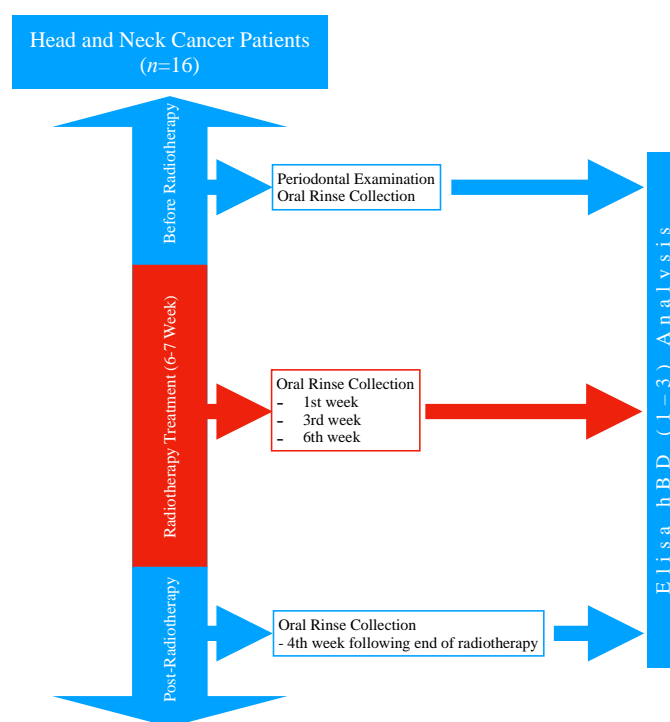 Head and Neck Cancer Patients
(n=16)
Before Radiotherapy
Periodontal Examination
Oral Rinse Collection
Radiotherapy Treatment (6-7 Week)
Oral Rinse Collection
- 1st week
- 3rd week
- 6th week
Post-Radiotherapy
Oral Rinse Collection
- 4th week following end of radiotherapy
Elisa hBD (1–3) Analysis